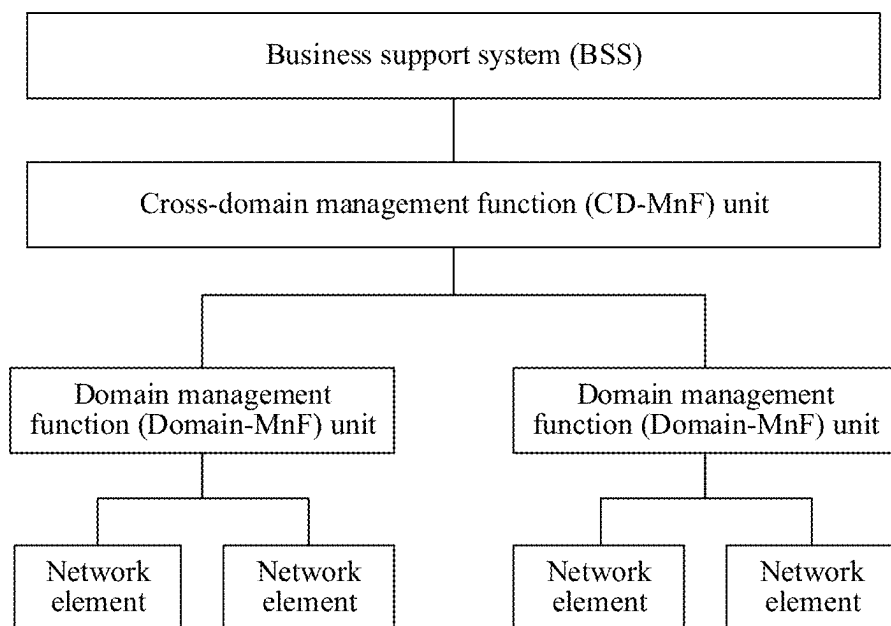 Business support system (BSS)
Cross-domain management function (CD-MnF) unit
Domain management
function (Domain-MnF) unit
Domain management
function (Domain-MnF) unit
Network
element
Network
element
Network
element
Network
element